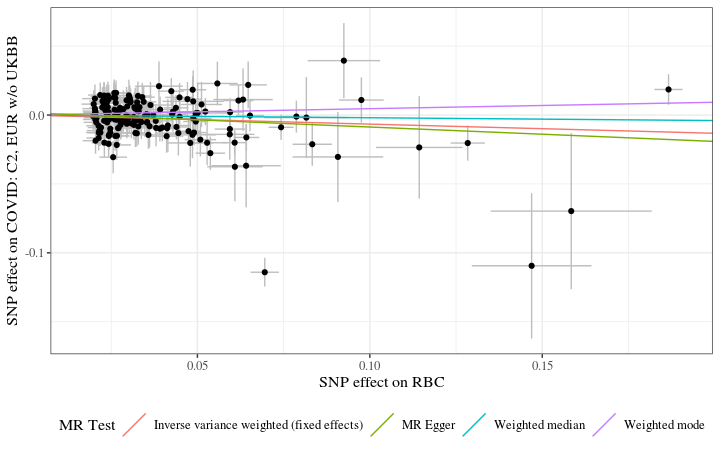 SNP effect on COVID: C2, EUR w/o UKBB
0.0
-0.1
0.05
0.10
0.15
SNP effect on RBC
MR Test
Inverse variance weighted (fixed effects)
MR Egger
Weighted median
Weighted mode